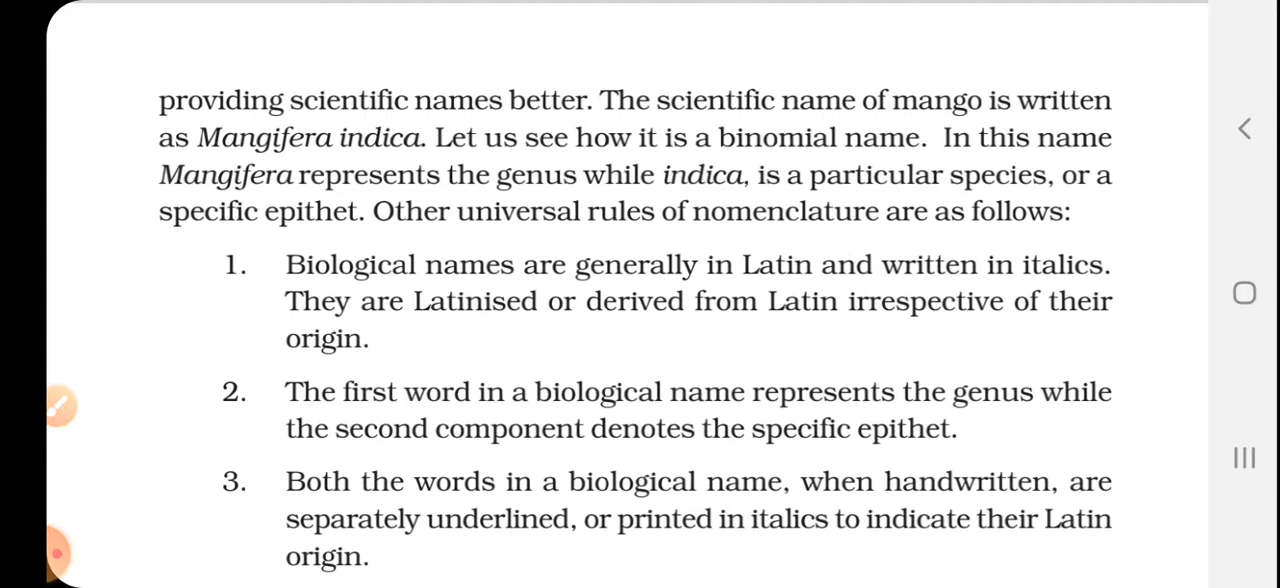 providing scientific names better. The scientific name of mango is written
as Mangifera indica. Let us see how it is a binomial name. In this name
Mangifera represents the genus while indica, is a particular species, or a
specific epithet. Other universal rules of nomenclature are as follows:
1. Biological names are generally in Latin and written in italics.
They are Latinised or derived from Latin irrespective of their
origin.
2. The first word in a biological name represents the genus while
the second component denotes the specific epithet.
3. Both the words in a biological name, when handwritten, are
separately underlined, or printed in italics to indicate their Latin
origin.